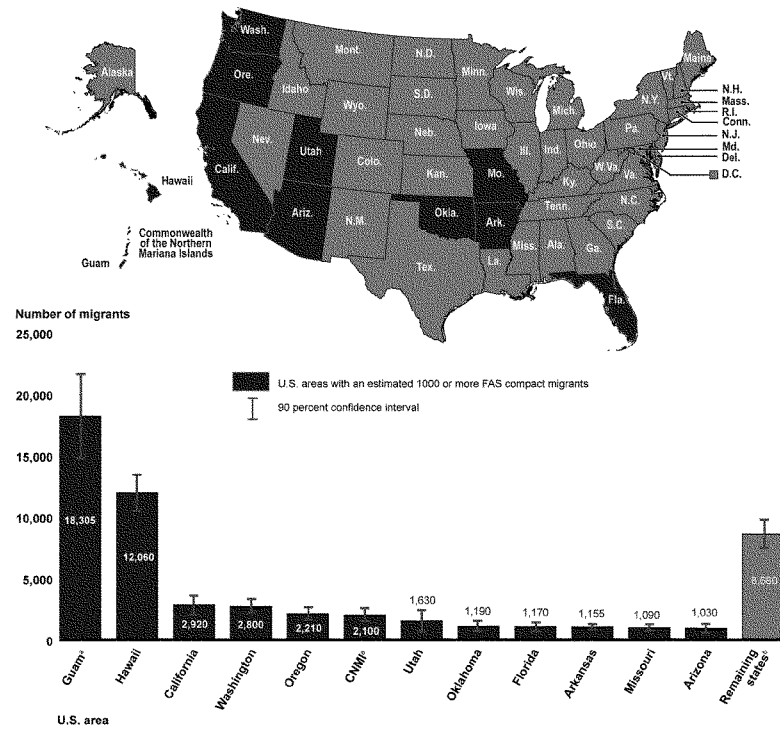 Wash.
Mont.
N.D.
Minn.
Maine
Alaska
Vt.
Ore.
Idaho
S.D.
Wis.
Mich.
N.Y.
N.H.
Mass.
R.I.
Conn.
Wyo.
Neb.
Iowa
Pa.
N.J.
Md.
Del.
D.C.
Nev.
Utah
Colo.
Kan.
Mo.
Ill.
Ind.
Ohio
W.Va.
Va.
Calif.
Ky.
Hawaii
Ariz.
N.M.
Okla.
Ark.
Tenn.
N.C.
S.C.
Commonwealth
of the Northern
Mariana Islands
Guam
Tex.
La.
Miss.
Ala.
Ga.
Fla.
Number of migrants
25,000
20,000
15,000
10,000
5,000
0
U.S. areas with an estimated 1000 or more FAS compact migrants
90 percent confidence interval
18,305
12,060
2,920
2,800
2,210
2,100
1,630
1,190
1,170
1,155
1,090
1,030
Guamᵃ
Hawaii
California
Washington
Oregon
Utah
Oklahoma
Florida
Arkansas
Missouri
Arizona
Remaining
U.S. area